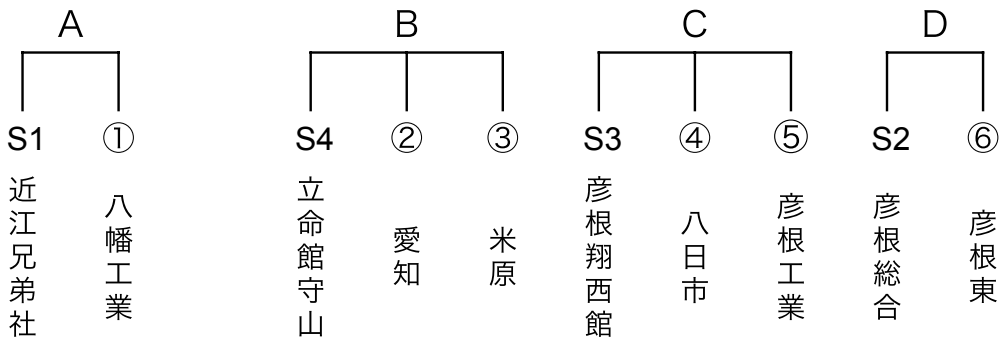 A B C D
S1 ① S4 ② ③ S3 ④ ⑤ S2 ⑥
近江兄弟社
八幡工業
立命館守山
愛知
米原
彦根翔西館
八日市
彦根工業
彦根総合
彦根東